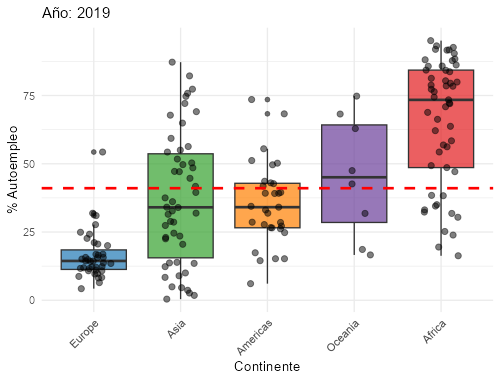 Año: 2019
% Autoempleo
75
50
25
0
Europe
Asia
Americas
Oceania
Africa
Continente